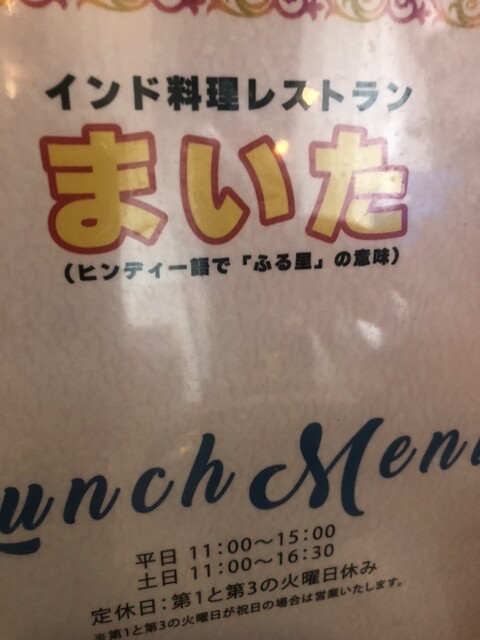 インド料理レストラン
まいた
(ヒンディー語で「ふる里」の意味)
Lunch Menu
平日 11:00～15:00
土日 11:00～16:30
定休日:第1と第3の火曜日休み
※第1と第3の火曜日が祝日の場合は営業いたします。